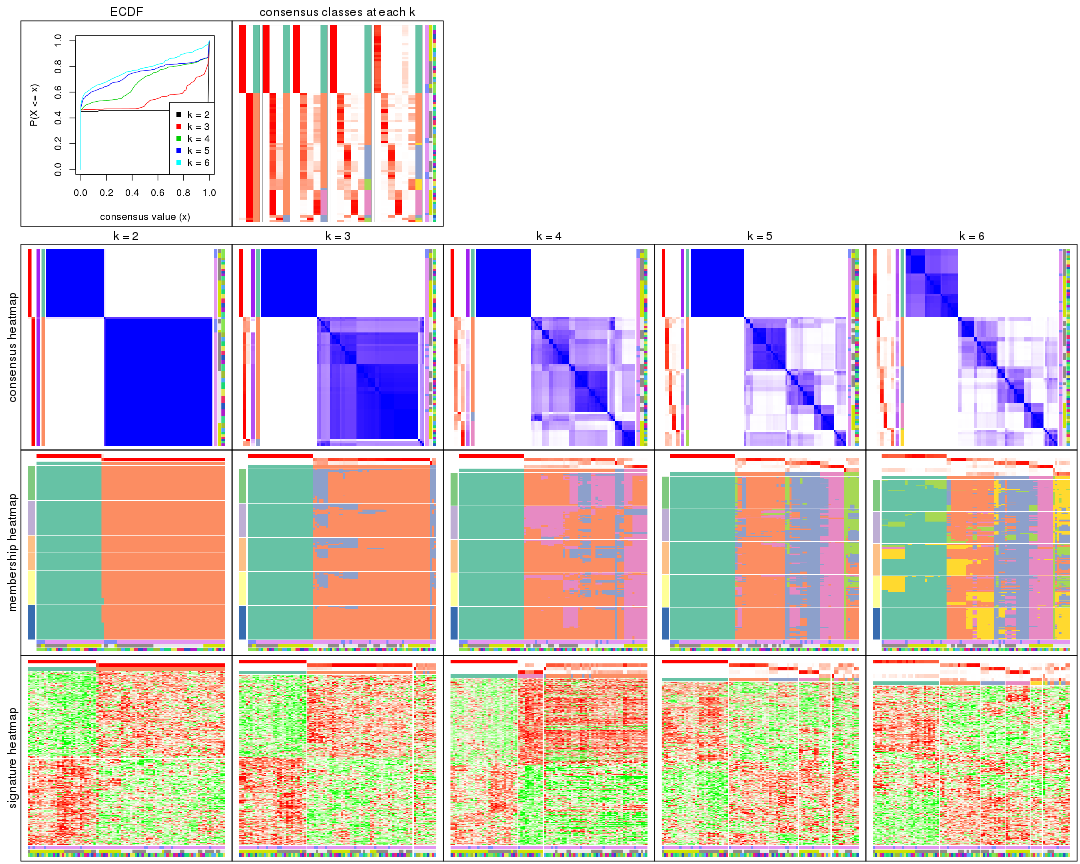 ECDF
consensus classes at each k
P(X <= x)
1.0
0.8
0.6
0.4
0.2
0.0
k = 2
k = 3
k = 4
k = 5
k = 6
0.0 0.2 0.4 0.6 0.8 1.0
consensus value (x)
k = 2
k = 3
k = 4
k = 5
k = 6
consensus heatmap
membership heatmap
signature heatmap